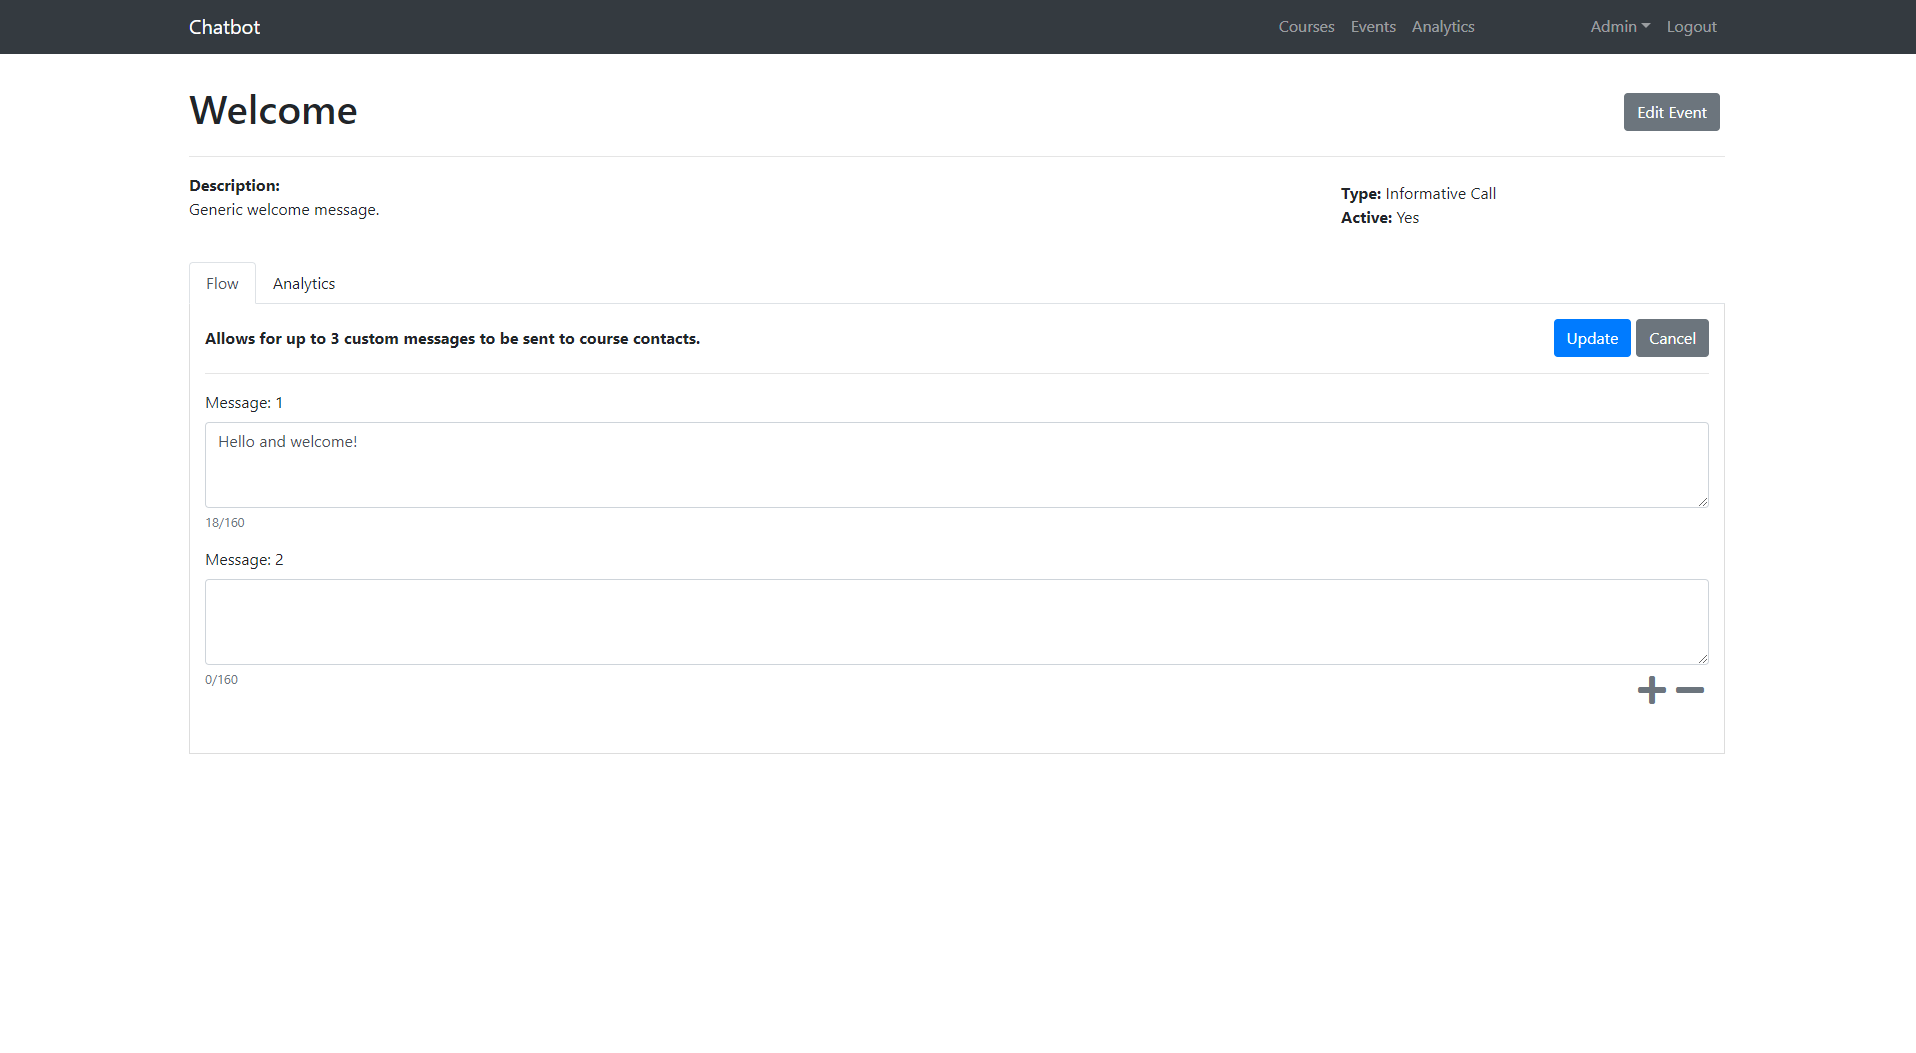 Chatbot
Courses Events Analytics Admin Logout
Welcome
Edit Event
Description:
Generic welcome message.
Type: Informative Call
Active: Yes
Flow Analytics
Allows for up to 3 custom messages to be sent to course contacts.
Update Cancel
Message: 1
Hello and welcome!
18/160
Message: 2
0/160